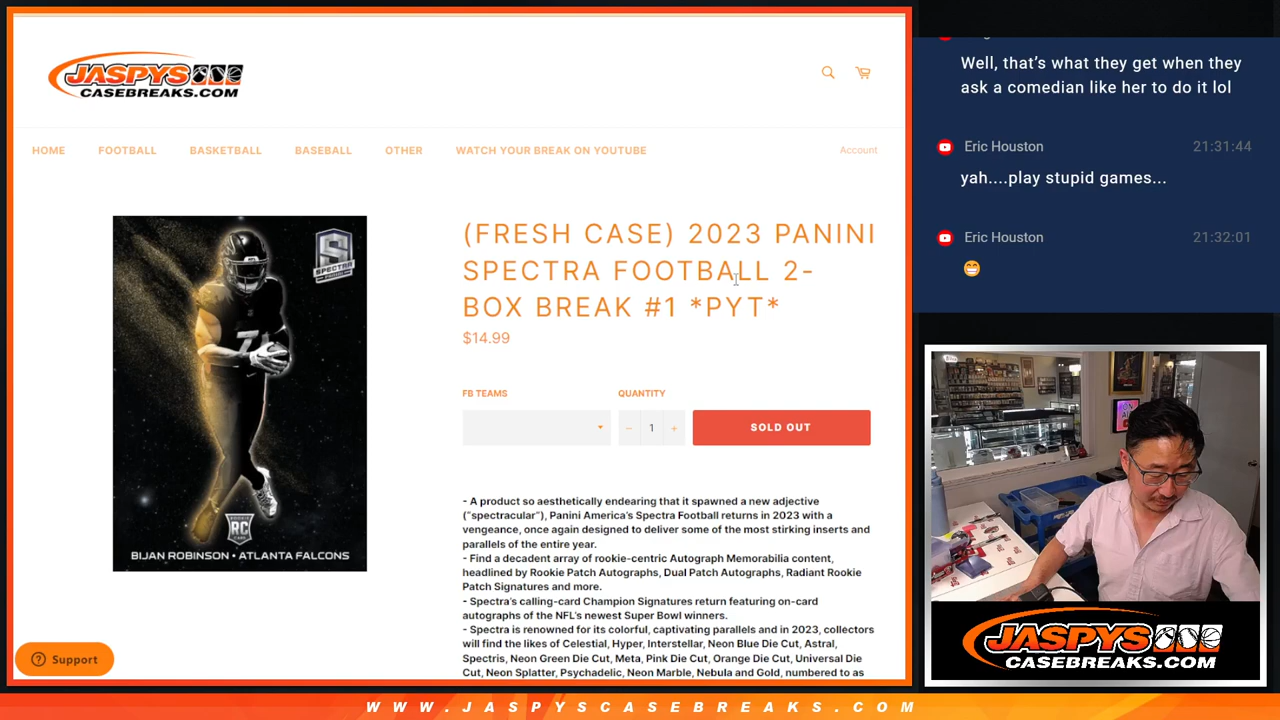 JASPYS
CASEBREAKS.COM
HOME FOOTBALL BASKETBALL BASEBALL OTHER WATCH YOUR BREAK ON YOUTUBE Account
SPECTRA
RC
BIJAN ROBINSON • ATLANTA FALCONS
(FRESH CASE) 2023 PANINI
SPECTRA FOOTBALL 2-
BOX BREAK #1 *PYT*
$14.99
FB TEAMS QUANTITY
− 1 + SOLD OUT
- A product so aesthetically endearing that it spawned a new adjective
("spectacular"), Panini America's Spectra Football returns in 2023 with a
vengeance, once again designed to deliver some of the most stirking inserts and
parallels of the entire year.
- Find a decadent array of rookie-centric Autograph Memorabilia content,
headlined by Rookie Patch Autographs, Dual Patch Autographs, Radiant Rookie
Patch Signatures and more.
- Spectra's calling-card Champion Signatures return featuring on-card
autographs of the NFL's newest Super Bowl winners.
- Spectra is renowned for its colorful, captivating parallels and in 2023, collectors
will find the likes of Celestial, Hyper, Interstellar, Neon Blue Die Cut, Astral,
Spectris, Neon Green Die Cut, Meta, Pink Die Cut, Orange Die Cut, Universal Die
Cut, Neon Splatter, Psychadelic, Neon Marble, Nebula and Gold, numbered to as
Support
Well, that's what they get when they
ask a comedian like her to do it lol
Eric Houston 21:31:44
yah....play stupid games...
Eric Houston 21:32:01
😁
JASPYS
CASEBREAKS.COM
WWW.JASPYSCASEBREAKS.COM